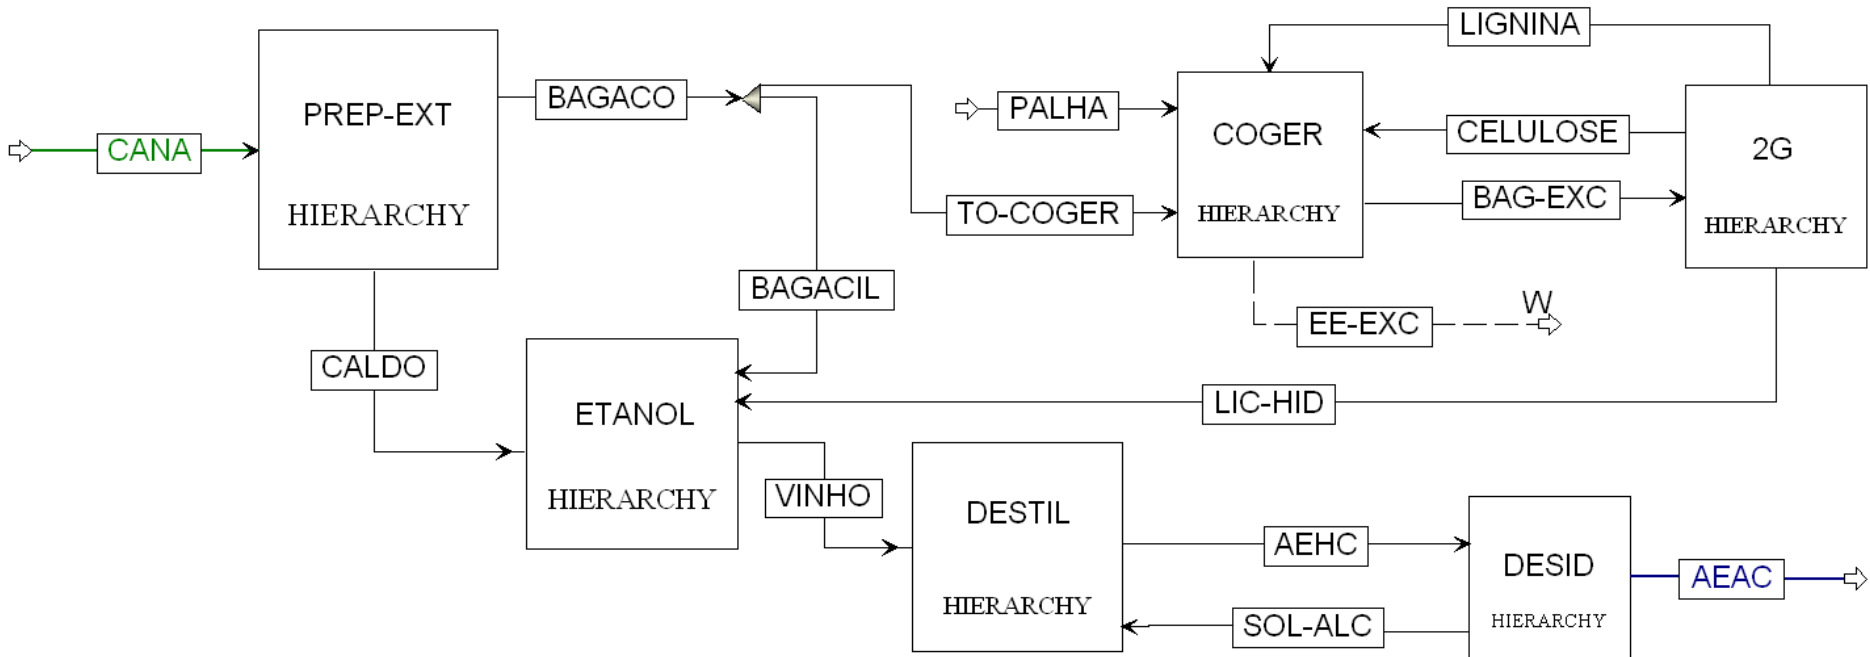 LIGNINA
BAGACO
PREP-EXT
PALHA
COGER
CELULOSE
2G
CANA
HIERARCHY
TO-COGER
HIERARCHY
BAG-EXC
HIERARCHY
BAGACIL
W
EE-EXC
CALDO
LIC-HID
ETANOL
HIERARCHY
VINHO
DESTIL
HIERARCHY
AEHC
DESID
HIERARCHY
AEAC
SOL-ALC